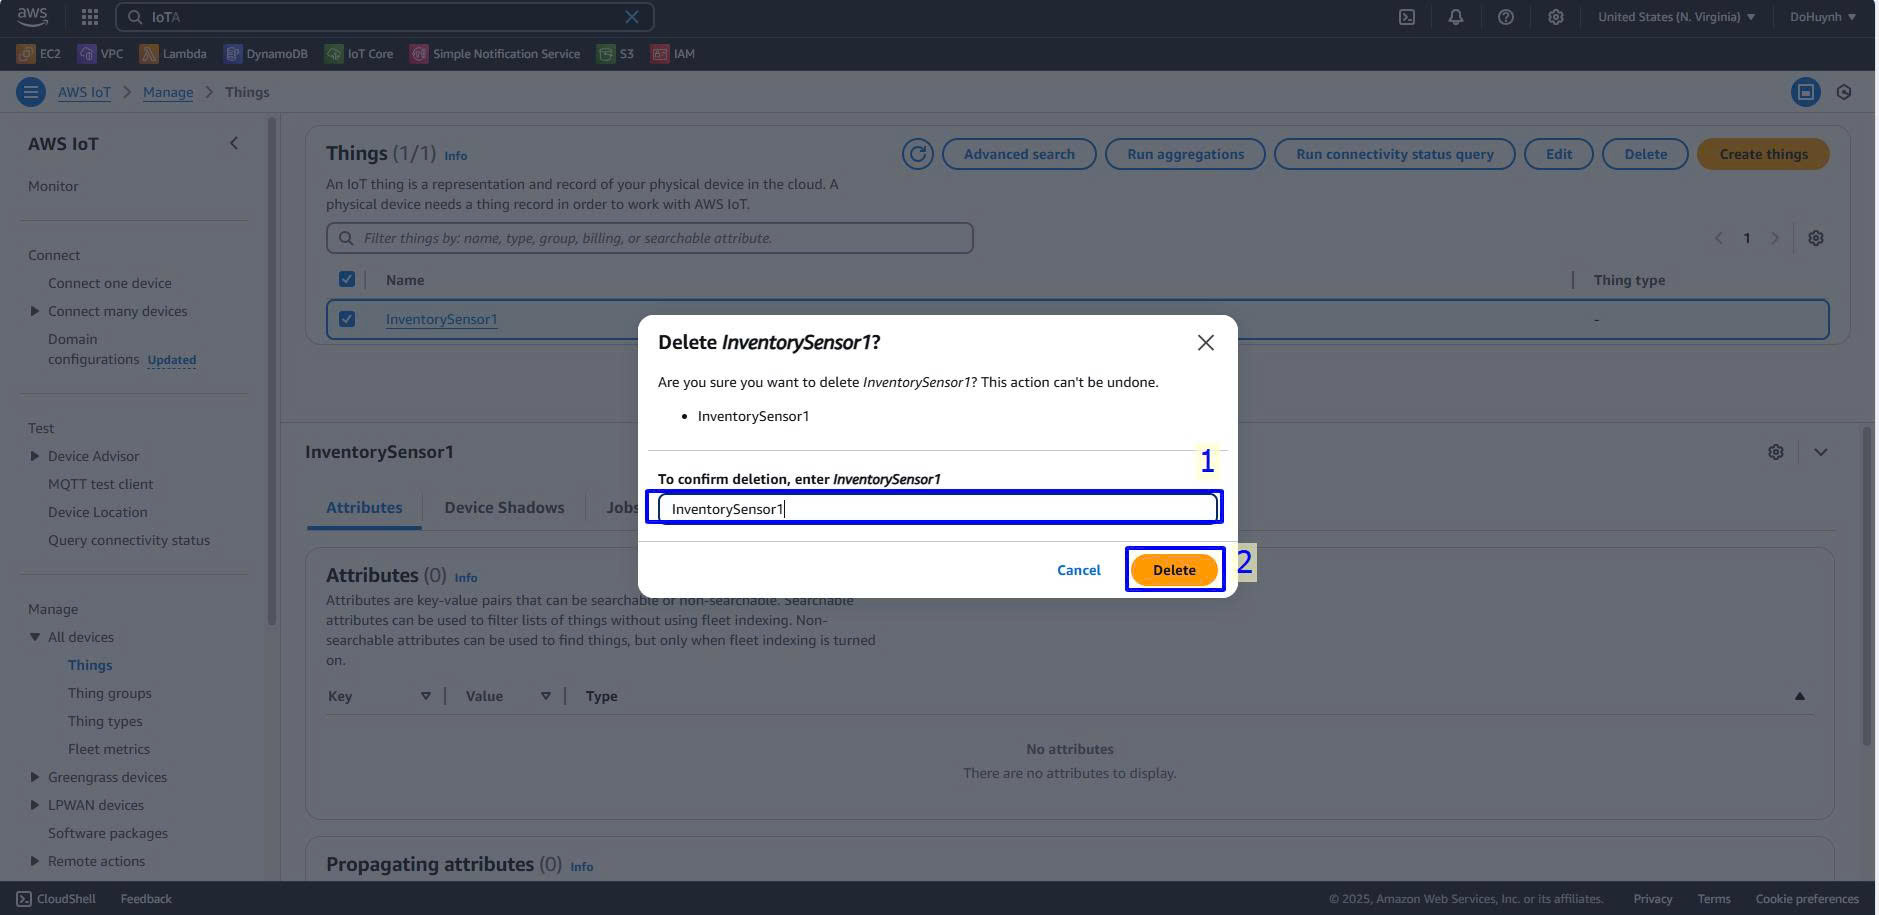 aws
IoTA
United States (N. Virginia)
DoHuynh
EC2
VPC
Lambda
DynamoDB
IoT Core
Simple Notification Service
S3
IAM
AWS IoT
Manage
Things
AWS IoT
Monitor
Connect
Connect one device
Connect many devices
Domain
configurations Updated
Test
Device Advisor
MQTT test client
Device Location
Query connectivity status
Manage
All devices
Things
Thing groups
Thing types
Fleet metrics
Greengrass devices
LPWAN devices
Software packages
Remote actions
Things (1/1) Info
Advanced search
Run aggregations
Run connectivity status query
Edit
Delete
Create things
An IoT thing is a representation and record of your physical device in the cloud. A
physical device needs a thing record in order to work with AWS IoT.
Filter things by: name, type, group, billing, or searchable attribute.
1
Name
Thing type
InventorySensor1
-
Delete InventorySensor1?
Are you sure you want to delete InventorySensor1? This action can't be undone.
• InventorySensor1
1
To confirm deletion, enter InventorySensor1
InventorySensor1
Cancel
Delete
2
InventorySensor1
Attributes
Device Shadows
Jobs
Attributes (0) Info
Attributes are key-value pairs that can be searchable or non-searchable. Searchable
attributes can be used to filter lists of things without using fleet indexing. Non-
searchable attributes can be used to find things, but only when fleet indexing is turned
on.
Key
Value
Type
No attributes
There are no attributes to display.
Propagating attributes (0) Info
CloudShell
Feedback
© 2025, Amazon Web Services, Inc. or its affiliates.
Privacy
Terms
Cookie preferences